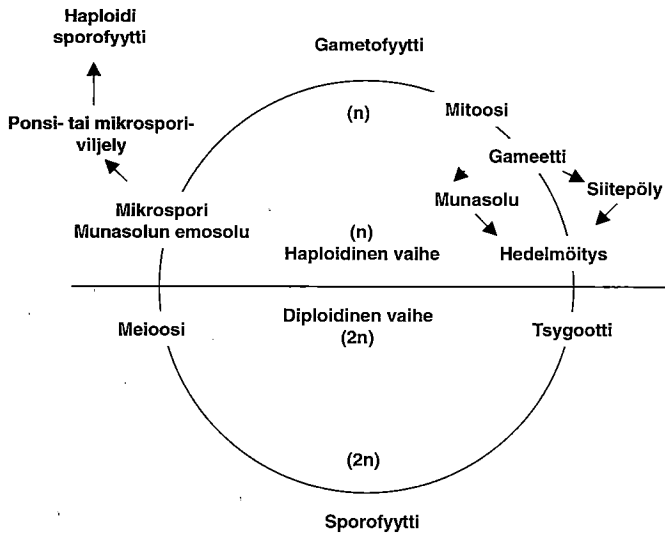 Haploidi
sporofyytti
Gametofyytti
(n)
Mitoosi
Ponsi- tai mikrospori-
viljely
Gameetti
Siitepöly
Munasolu
Mikrospori
Munasolun emosolu
(n)
Haploidinen vaihe
Hedelmöitys
Diploidinen vaihe
(2n)
Meioosi
Tsygootti
(2n)
Sporofyytti